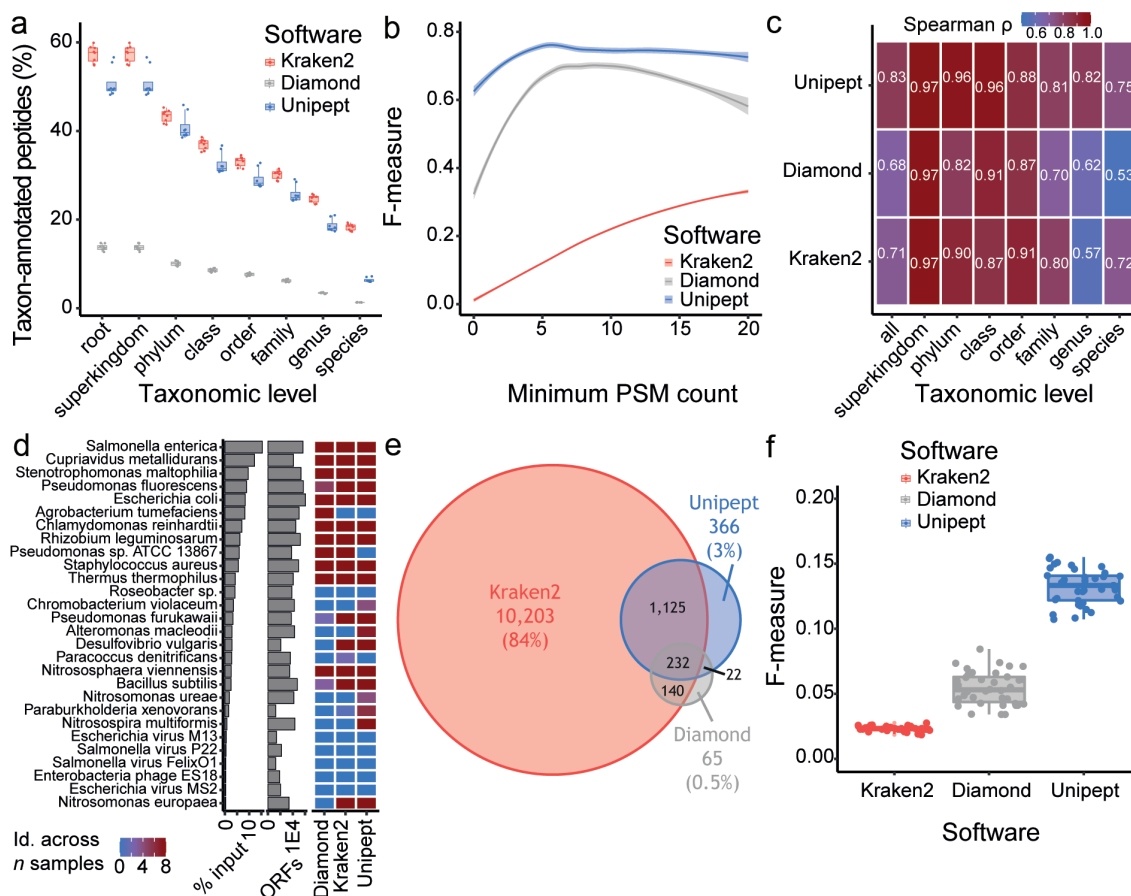 a
Taxon-annotated peptides (%)
60
40
20
0
Software
Kraken2
Diamond
Unipept
root
superkingdom
phylum
class
order
family
genus
species
Taxonomic level
b
F-measure
0.8
0.6
0.4
0.2
0.0
Software
Kraken2
Diamond
Unipept
0 5 10 15 20
Minimum PSM count
c
Spearman ρ
0.6 0.8 1.0
Unipept 0.83 0.97 0.96 0.96 0.88 0.81 0.82 0.75
Diamond 0.68 0.97 0.82 0.91 0.87 0.70 0.62 0.53
Kraken2 0.71 0.97 0.90 0.87 0.91 0.80 0.57 0.72
all
superkingdom
phylum
class
order
family
genus
species
Taxonomic level
d
Salmonella enterica
Cupriavidus metallidurans
Stenotrophomonas maltophilia
Pseudomonas fluorescens
Escherichia coli
Agrobacterium tumefaciens
Chlamydomonas reinhardtii
Rhizobium leguminosarum
Pseudomonas sp. ATCC 13867
Staphylococcus aureus
Thermus thermophilus
Roseobacter sp.
Chromobacterium violaceum
Pseudomonas furukawaii
Alteromonas macleodii
Desulfovibrio vulgaris
Paracoccus denitrificans
Nitrososphaera viennensis
Bacillus subtilis
Nitrosomonas ureae
Paraburkholderia xenovorans
Nitrosospira multiformis
Escherichia virus M13
Salmonella virus P22
Salmonella virus FelixO1
Enterobacteria phage ES18
Escherichia virus MS2
Nitrosomonas europaea
0 10
% input
0 1E4
ORFs
Diamond
Kraken2
Unipept
Id. across
n samples
0 4 8
e
Kraken2
10,203
(84%)
Unipept
366
(3%)
1,125
232
22
140
Diamond
65
(0.5%)
f
Software
Kraken2
Diamond
Unipept
F-measure
0.20
0.15
0.10
0.05
0.00
Kraken2 Diamond Unipept
Software